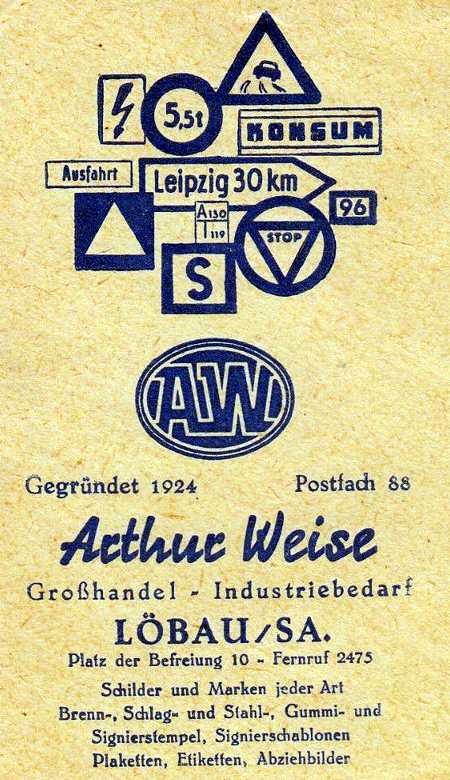 5,5t
KONSUM
Ausfahrt
Leipzig 30 km
96
A130
T119
STOP
S
AW
Gegründet 1924 Postfach 88
Arthur Weise
Großhandel - Industriebedarf
LÖBAU/SA.
Platz der Befreiung 10 - Fernruf 2475
Schilder und Marken jeder Art
Brenn-, Schlag- und Stahl-, Gummi- und
Signierstempel, Signierschablonen
Plaketten, Etiketten, Abziehbilder